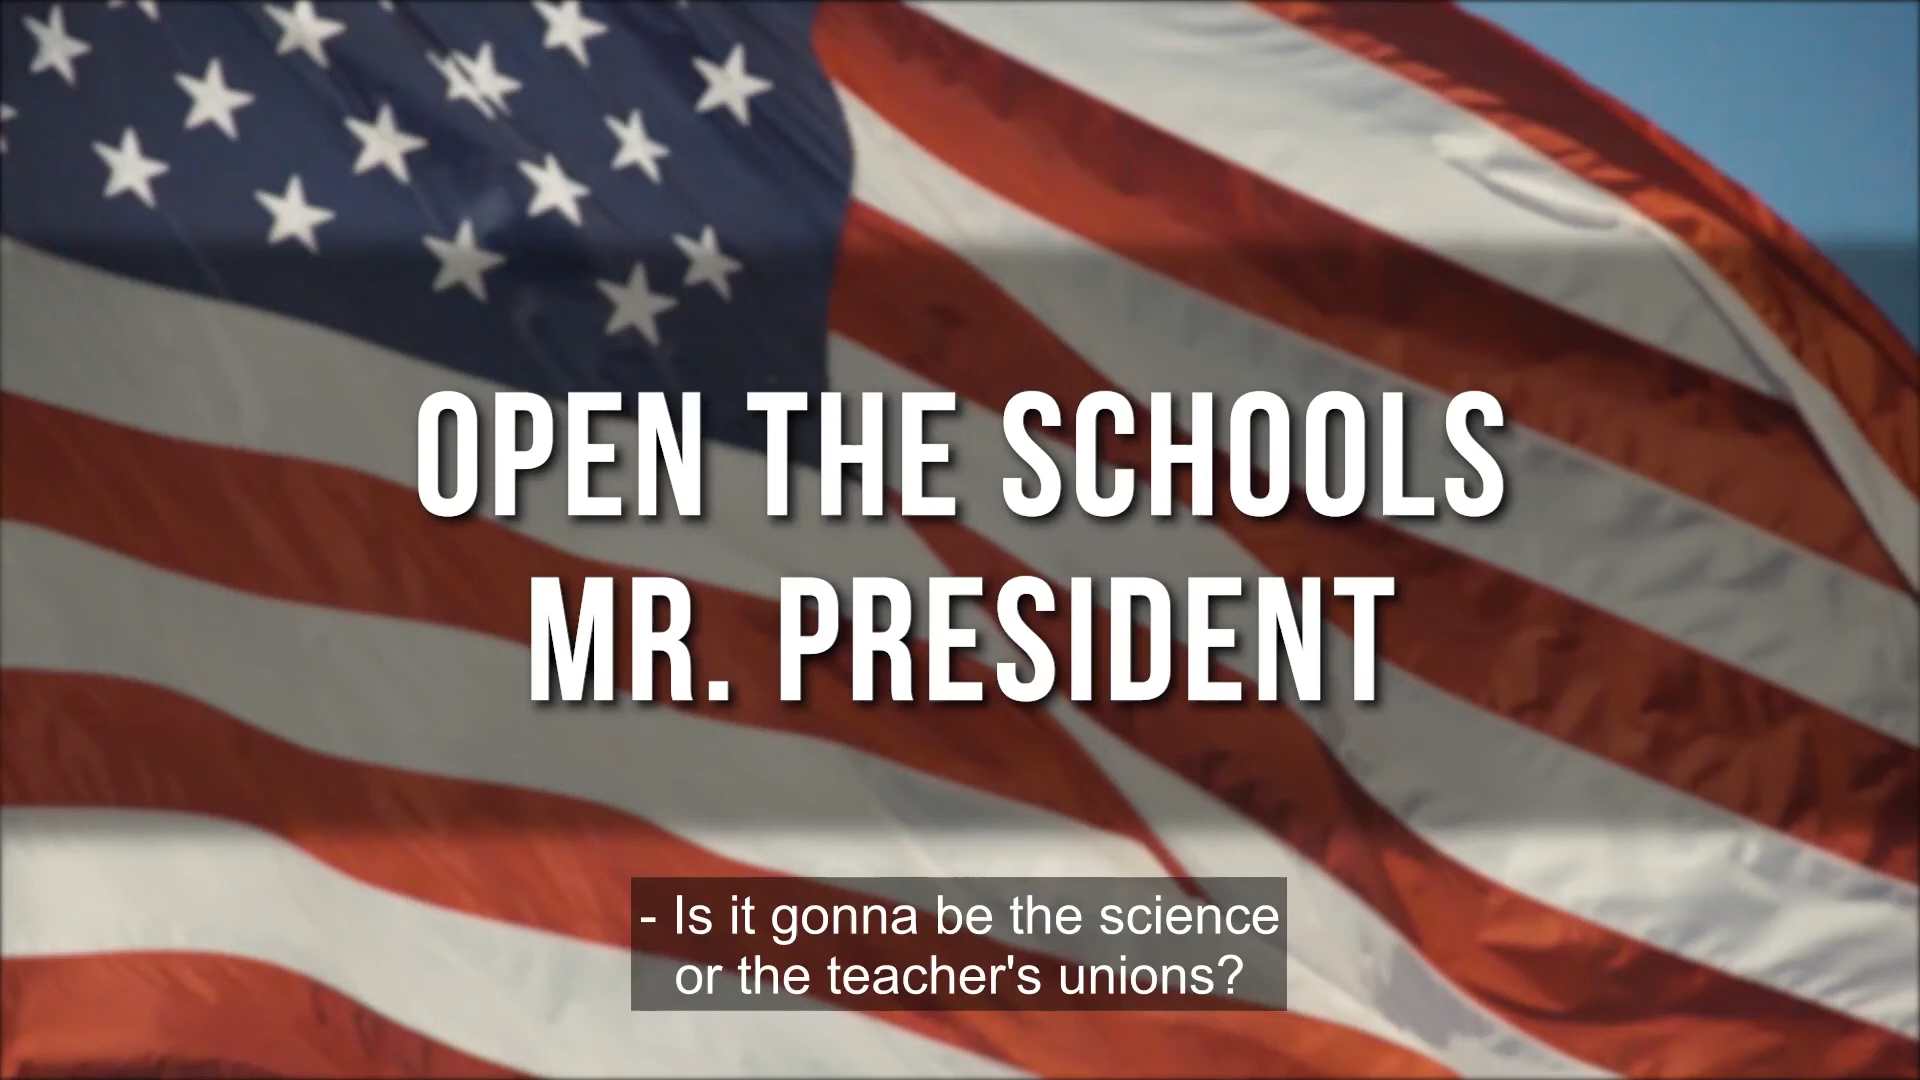 OPEN THE SCHOOLS
MR. PRESIDENT
- Is it gonna be the science
or the teacher's unions?